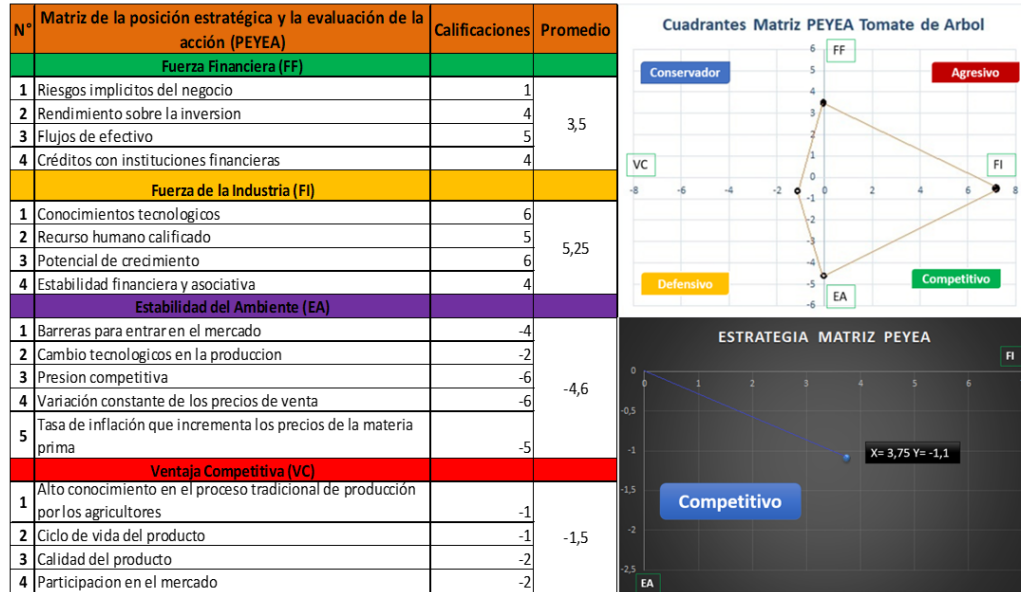 N° Matriz de la posición estratégica y la evaluación de la acción (PEYEA) Calificaciones Promedio
Fuerza Financiera (FF)
1 Riesgos implicitos del negocio 1
2 Rendimiento sobre la inversion 4
3 Flujos de efectivo 5
4 Créditos con instituciones financieras 4
3,5
Fuerza de la Industria (FI)
1 Conocimientos tecnologicos 6
2 Recurso humano calificado 5
3 Potencial de crecimiento 6
4 Estabilidad financiera y asociativa 4
5,25
Estabilidad del Ambiente (EA)
1 Barreras para entrar en el mercado -4
2 Cambio tecnologicos en la produccion -2
3 Presion competitiva -6
4 Variación constante de los precios de venta -6
5 Tasa de inflación que incrementa los precios de la materia
prima -5
-4,6
Ventaja Competitiva (VC)
1 Alto conocimiento en el proceso tradicional de producción
por los agricultores -1
2 Ciclo de vida del producto -1
3 Calidad del producto -2
4 Participacion en el mercado -2
-1,5
Cuadrantes Matriz PEYEA Tomate de Arbol
6 FF
5
Conservador Agresivo
4
3
2
1
VC FI
0
-8 -6 -4 -2 0 2 4 6 8
-1
-2
-3
-4
Defensivo Competitivo
-5
EA
-6
ESTRATEGIA MATRIZ PEYEA
FI
0
0 1 2 3 4 5 6
-0,5
-1
X= 3,75 Y= -1,1
-1,5
Competitivo
-2
-2,5
EA